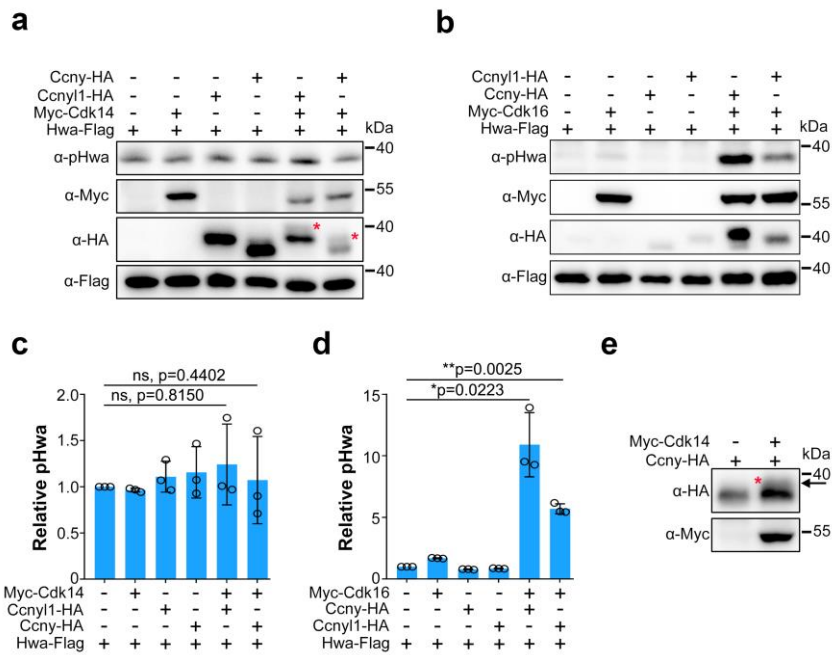 a
Ccny-HA - - - + - +
Ccnyl1-HA - - + - + -
Myc-Cdk14 - + - - + +
Hwa-Flag + + + + + + kDa
α-pHwa 40
α-Myc 55
α-HA * * 40
α-Flag 40
b
Ccnyl1-HA - - - + - +
Ccny-HA - - + - + -
Myc-Cdk16 - + - - + +
Hwa-Flag + + + + + + kDa
α-pHwa 40
α-Myc 55
α-HA 40
α-Flag 40
c
ns, p=0.4402
ns, p=0.8150
Relative pHwa
2.0
1.5
1.0
0.5
0
Myc-Cdk14 - + - - + +
Ccnyl1-HA - - + - + -
Ccny-HA - - - + - +
Hwa-Flag + + + + + +
d
**p=0.0025
*p=0.0223
Relative pHwa
15
10
5
0
Myc-Cdk16 - + - - + +
Ccny-HA - - + - + -
Ccnyl1-HA - - - + - +
Hwa-Flag + + + + + +
e
Myc-Cdk14 - +
Ccny-HA + + kDa
α-HA * 40
α-Myc 55